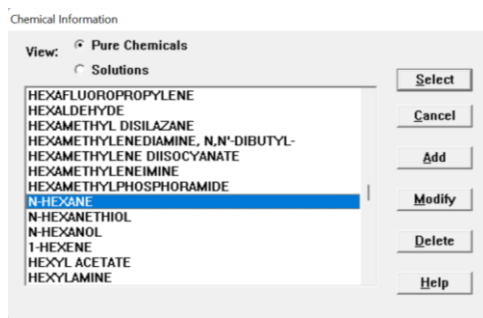 Chemical Information
View:
Pure Chemicals
Solutions
HEXAFLUOROPROPYLENE
HEXALDEHYDE
HEXAMETHYL DISILAZANE
HEXAMETHYLENEDIAMINE, N,N'-DIBUTYL-
HEXAMETHYLENE DIISOCYANATE
HEXAMETHYLENEIMINE
HEXAMETHYLPHOSPHORAMIDE
N-HEXANE
N-HEXANETHIOL
N-HEXANOL
1-HEXENE
HEXYL ACETATE
HEXYLAMINE
Select
Cancel
Add
Modify
Delete
Help